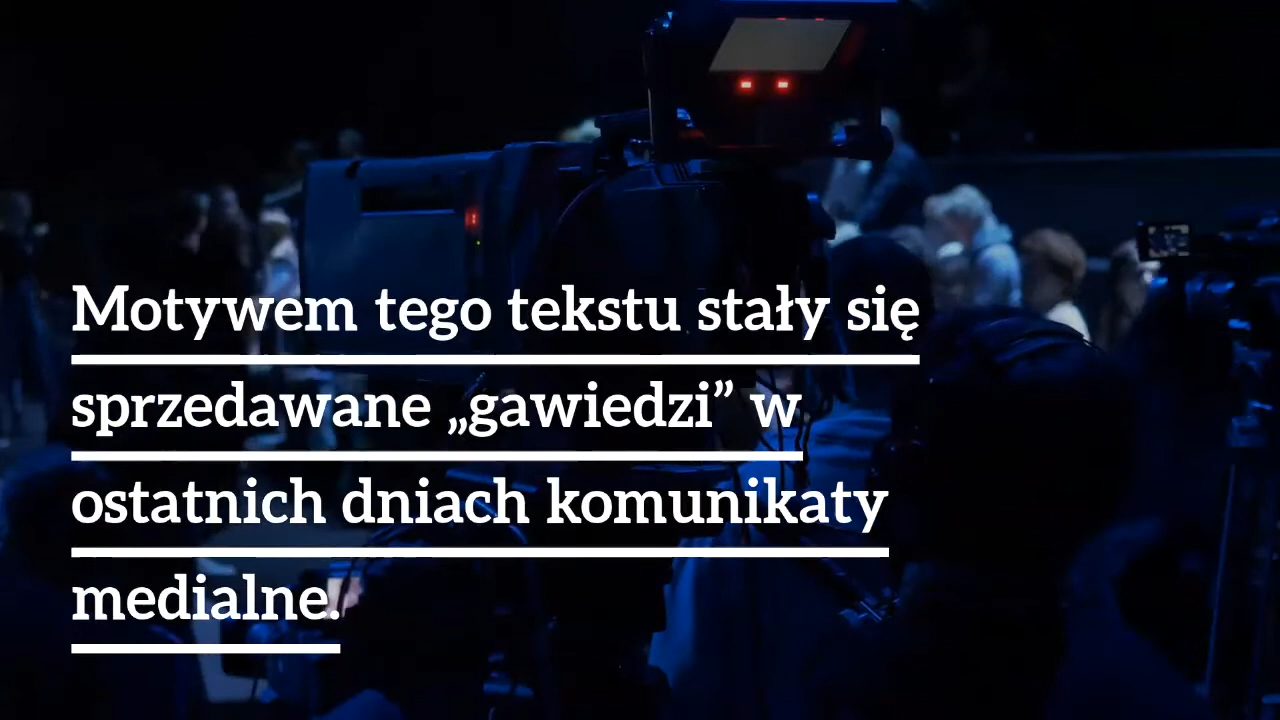 Motywem tego tekstu stały się
sprzedawane „gawiedzi” w
ostatnich dniach komunikaty
medialne.